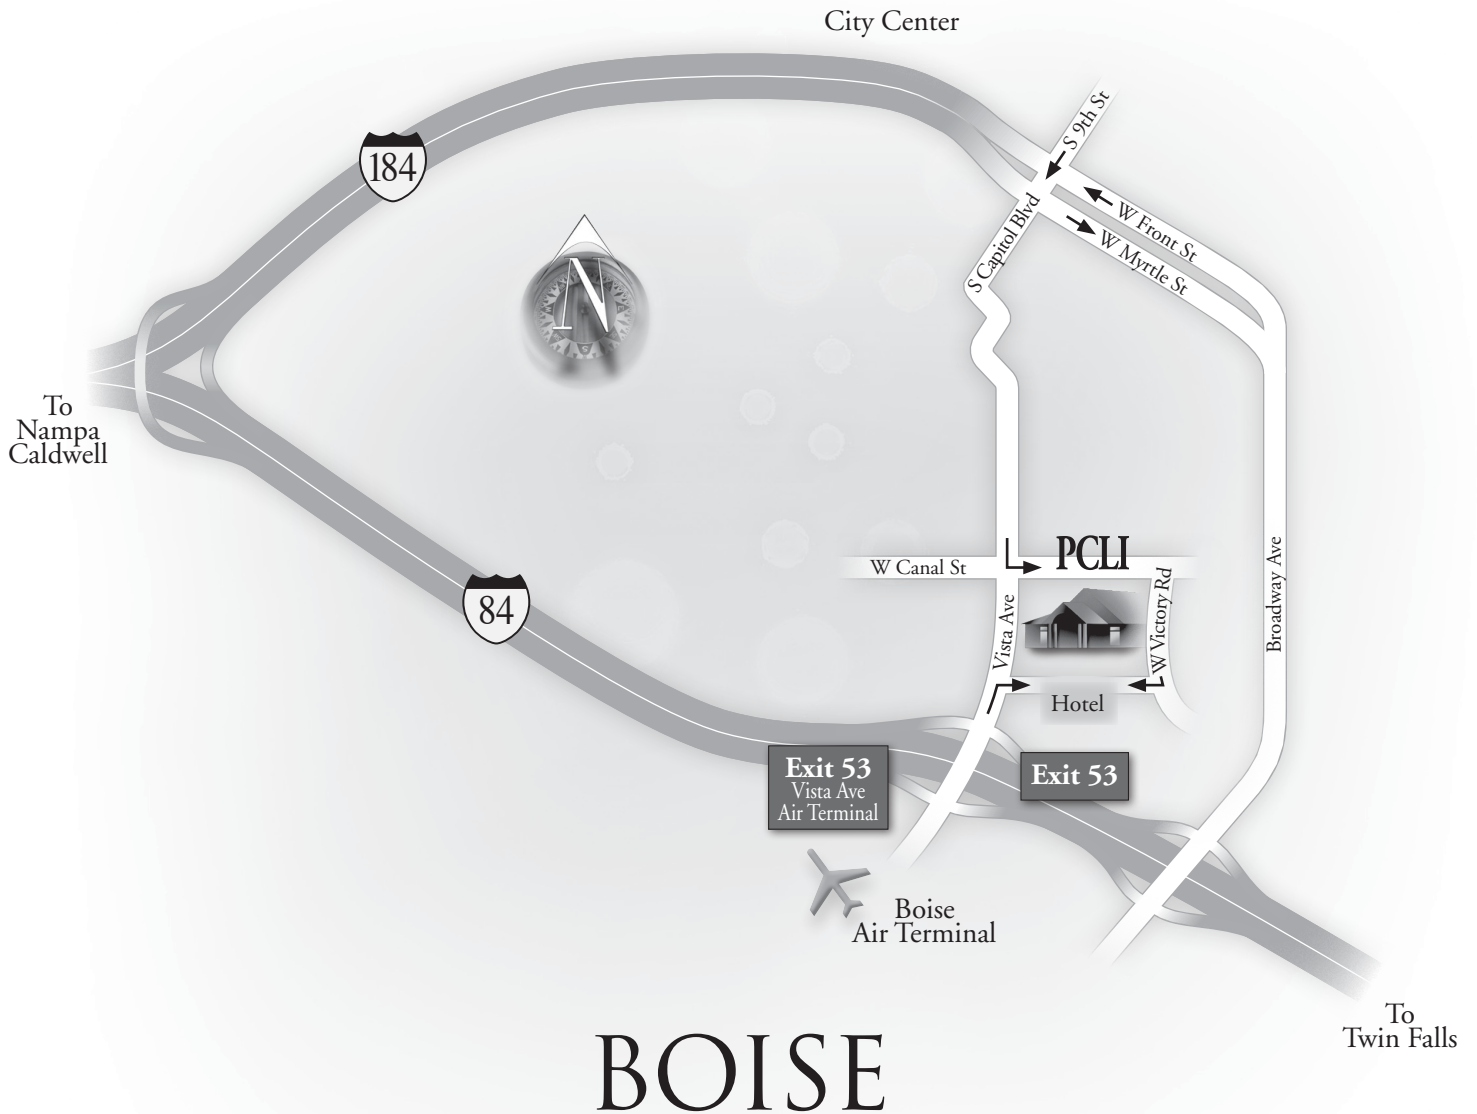 City Center
S 9th St
184
W Front St
W Myrtle St
S Capitol Blvd
N
To
Nampa
Caldwell
PCLI
W Canal St
84
Vista Ave
W Victory Rd
Broadway Ave
Hotel
Exit 53
Vista Ave
Air Terminal
Exit 53
Boise
Air Terminal
To
Twin Falls
BOISE